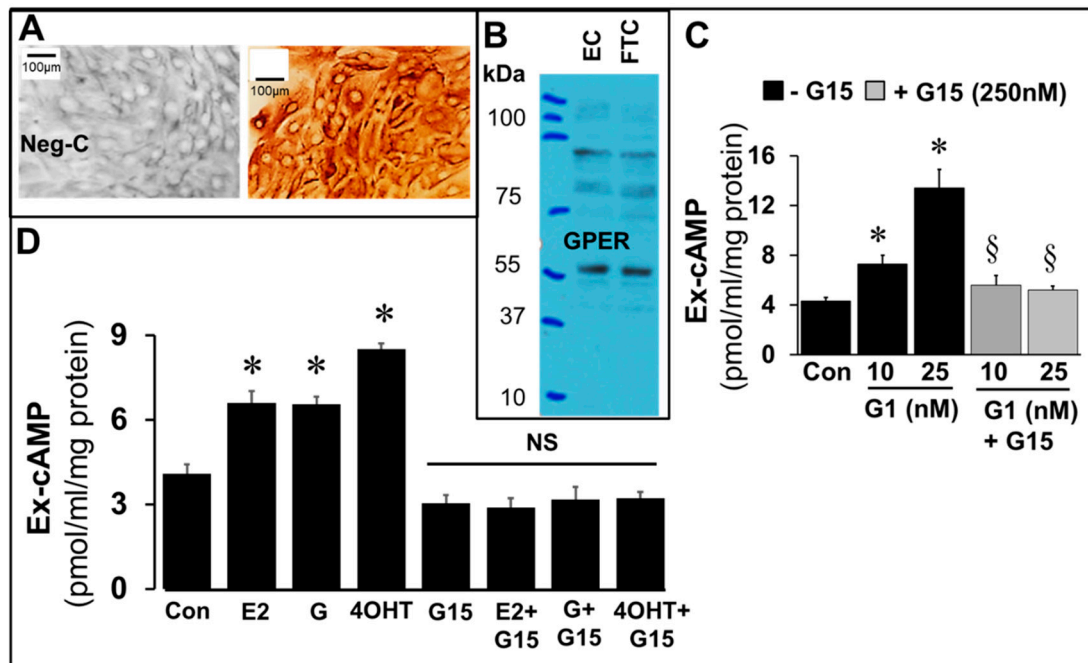 A
100µm
Neg-C
100µm
B
EC
FTC
kDa
100
75
55
37
10
GPER
C
- G15
+ G15 (250nM)
Ex-cAMP
(pmol/ml/mg protein)
16
12
8
4
0
*
*
§
§
Con
10
25
10
25
G1 (nM)
G1 (nM)
+ G15
D
Ex-cAMP
(pmol/ml/mg protein)
9
6
3
0
*
*
*
NS
Con
E2
G
4OHT
G15
E2+
G15
G+
G15
4OHT+
G15